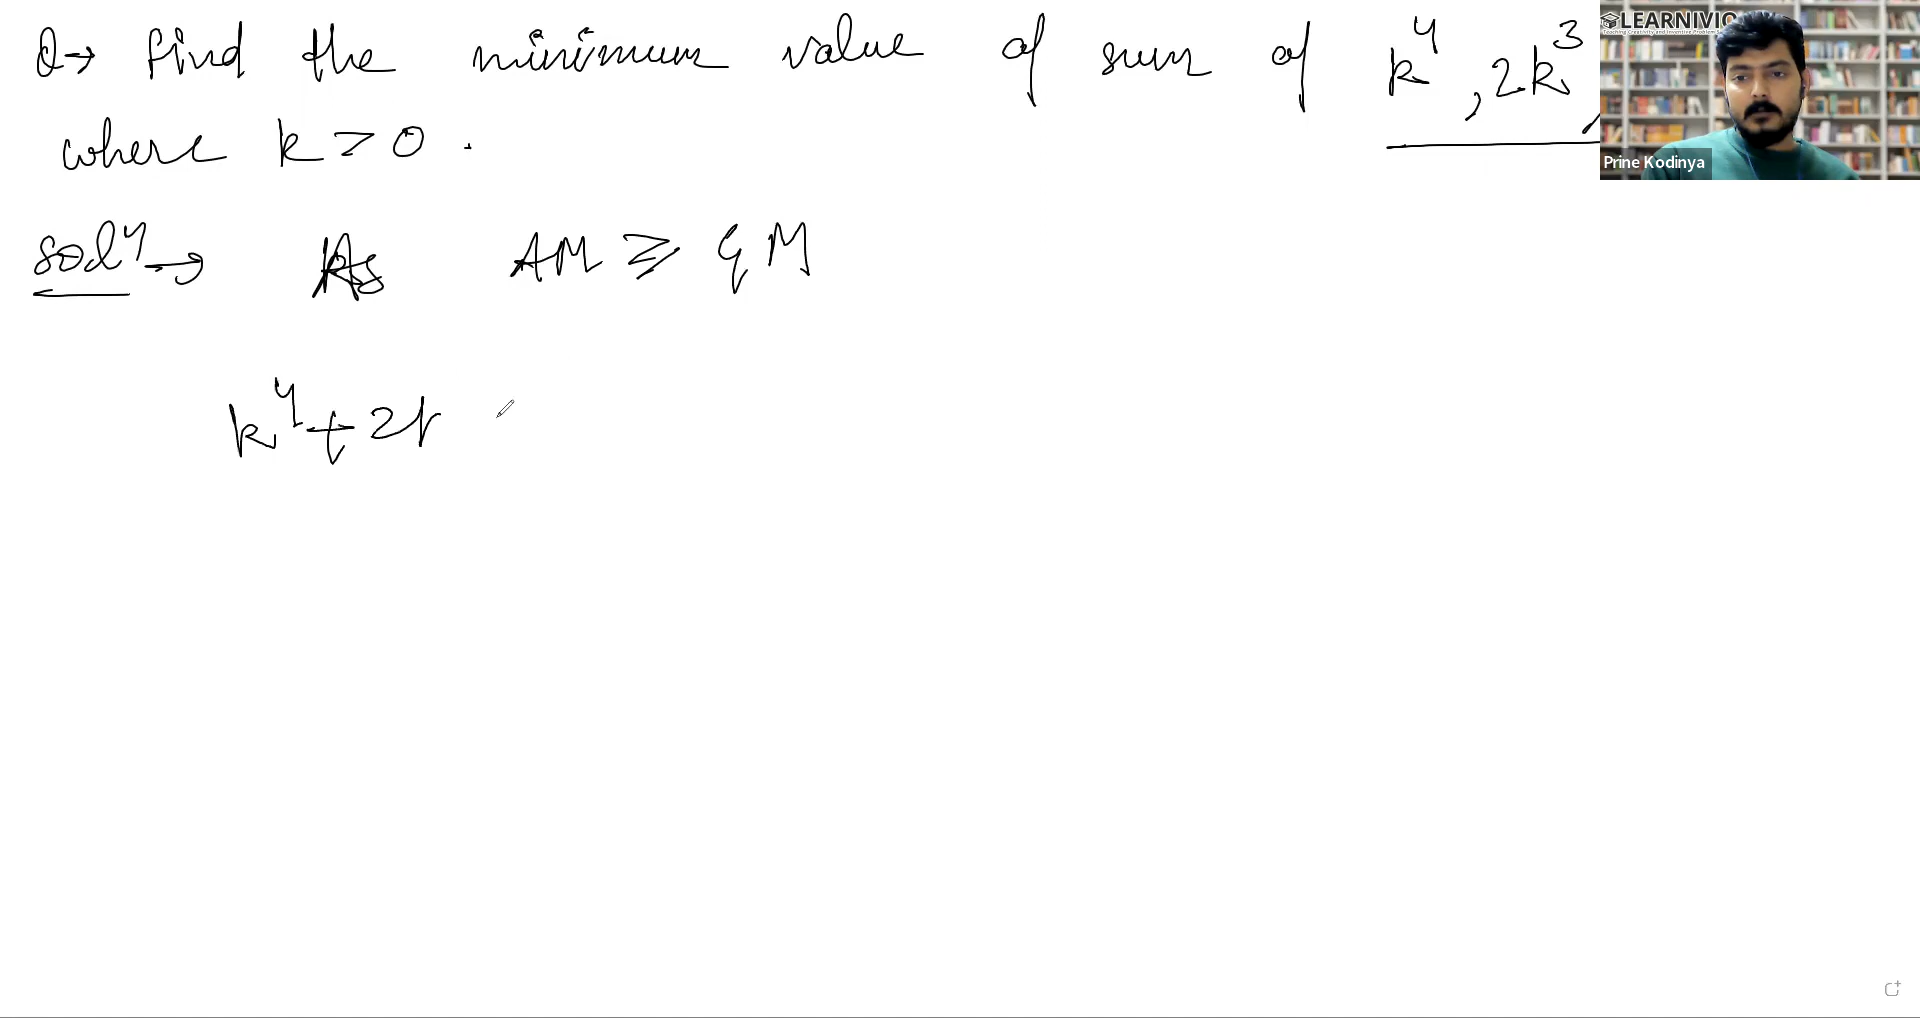 Q→ find the minimum value of sum of k⁴, 2k³,
where k > 0 .
solⁿ→ As AM ≥ GM
k⁴ + 2k
LEARNIVIO
Prine Kodinya